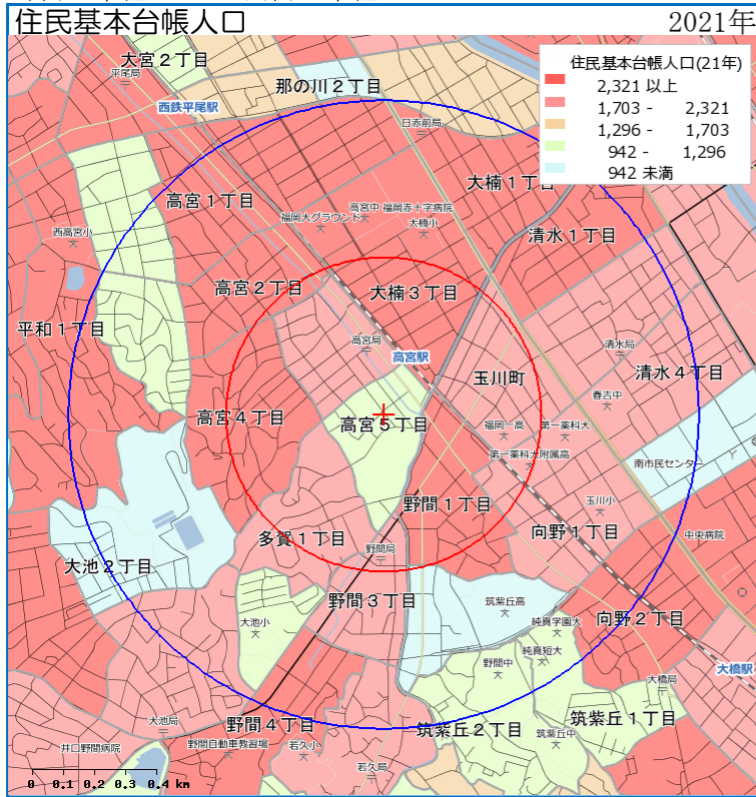 住民基本台帳人口
2021年
住民基本台帳人口(21年)
2,321 以上
1,703 - 2,321
1,296 - 1,703
942 - 1,296
942 未満
大宮2丁目
平尾局
那の川2丁目
西鉄平尾駅
日赤前局
大楠1丁目
高宮1丁目
高宮中
福岡赤十字病院
福岡大グラウンド
大楠小
西高宮小
清水1丁目
高宮2丁目
大楠3丁目
平和1丁目
高宮局
高宮駅
清水局
玉川町
清水4丁目
春吉中
高宮4丁目
高宮5丁目
福岡一高
第一薬科大
第一薬科大附属高
南市民センター
野間1丁目
玉川小
向野1丁目
中央病院
多賀1丁目
野間局
大池2丁目
野間3丁目
筑紫丘高
純真学園大
向野2丁目
大池小
純真短大
野間中
大橋駅
大橋局
大池局
野間4丁目
筑紫丘2丁目
筑紫丘1丁目
筑紫丘中
井口野間病院
野間自動車教習場
若久小
若久局
0 0.1 0.2 0.3 0.4 km